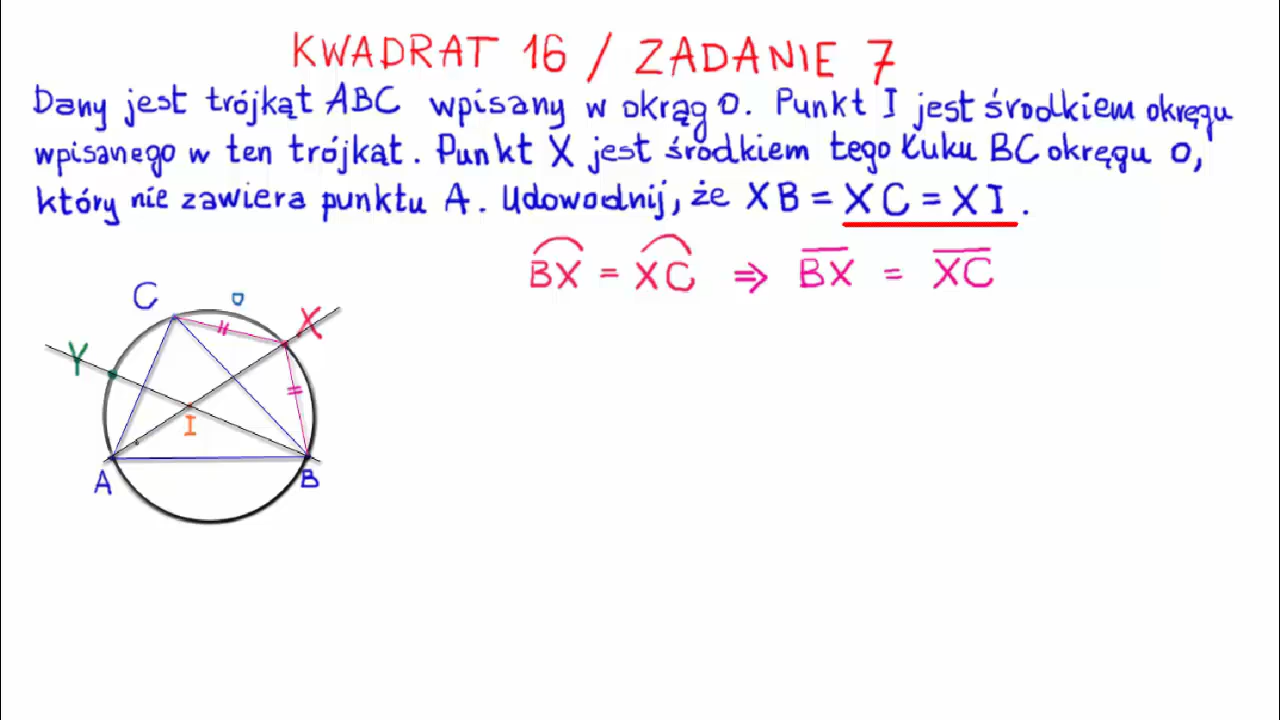 KWADRAT 16 / ZADANIE 7
Dany jest trójkąt ABC wpisany w okrąg O. Punkt I jest środkiem okręgu
wpisanego w ten trójkat. Punkt X jest środkiem tego łuku BC okręgu O,
który nie zawiera punktu A. Udowodnij, że XB = XC = XI.
BX = XC ⇒ BX = XC
C O X
Y
I
A B